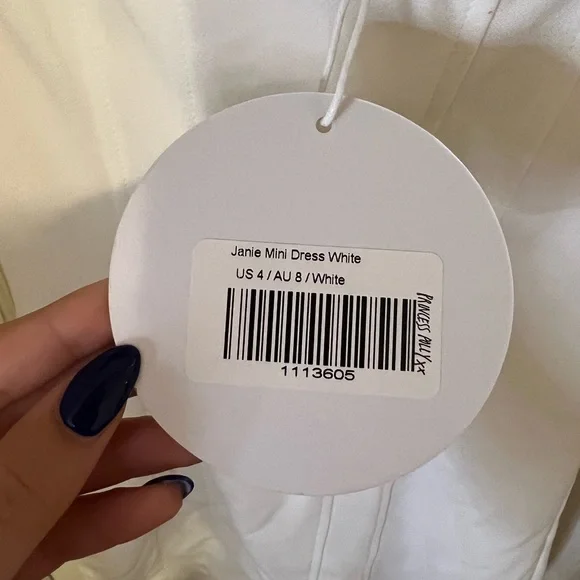 Janie Mini Dress White
US 4 / AU 8 / White
PRINCESS POLLY xx
1113605